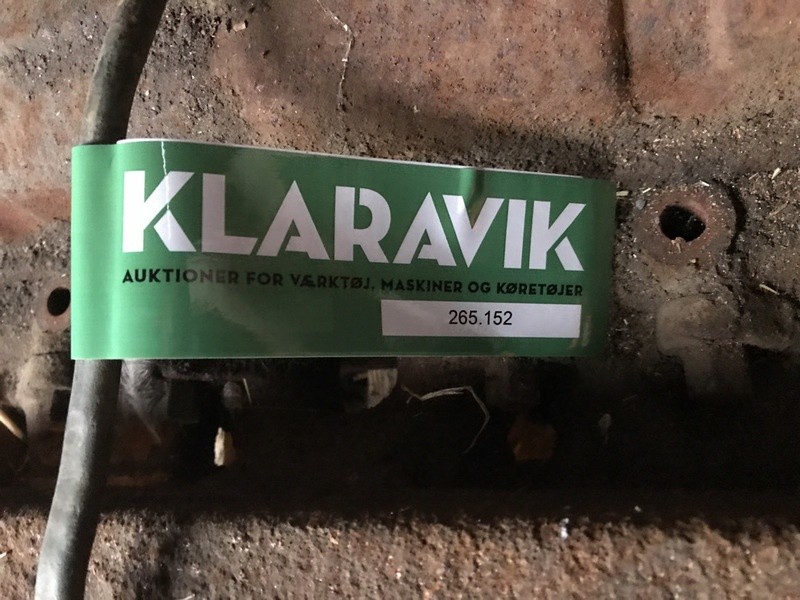 KLARAVIK
AUKTIONER FOR VÆRKTØJ, MASKINER OG KØRETØJER
265.152